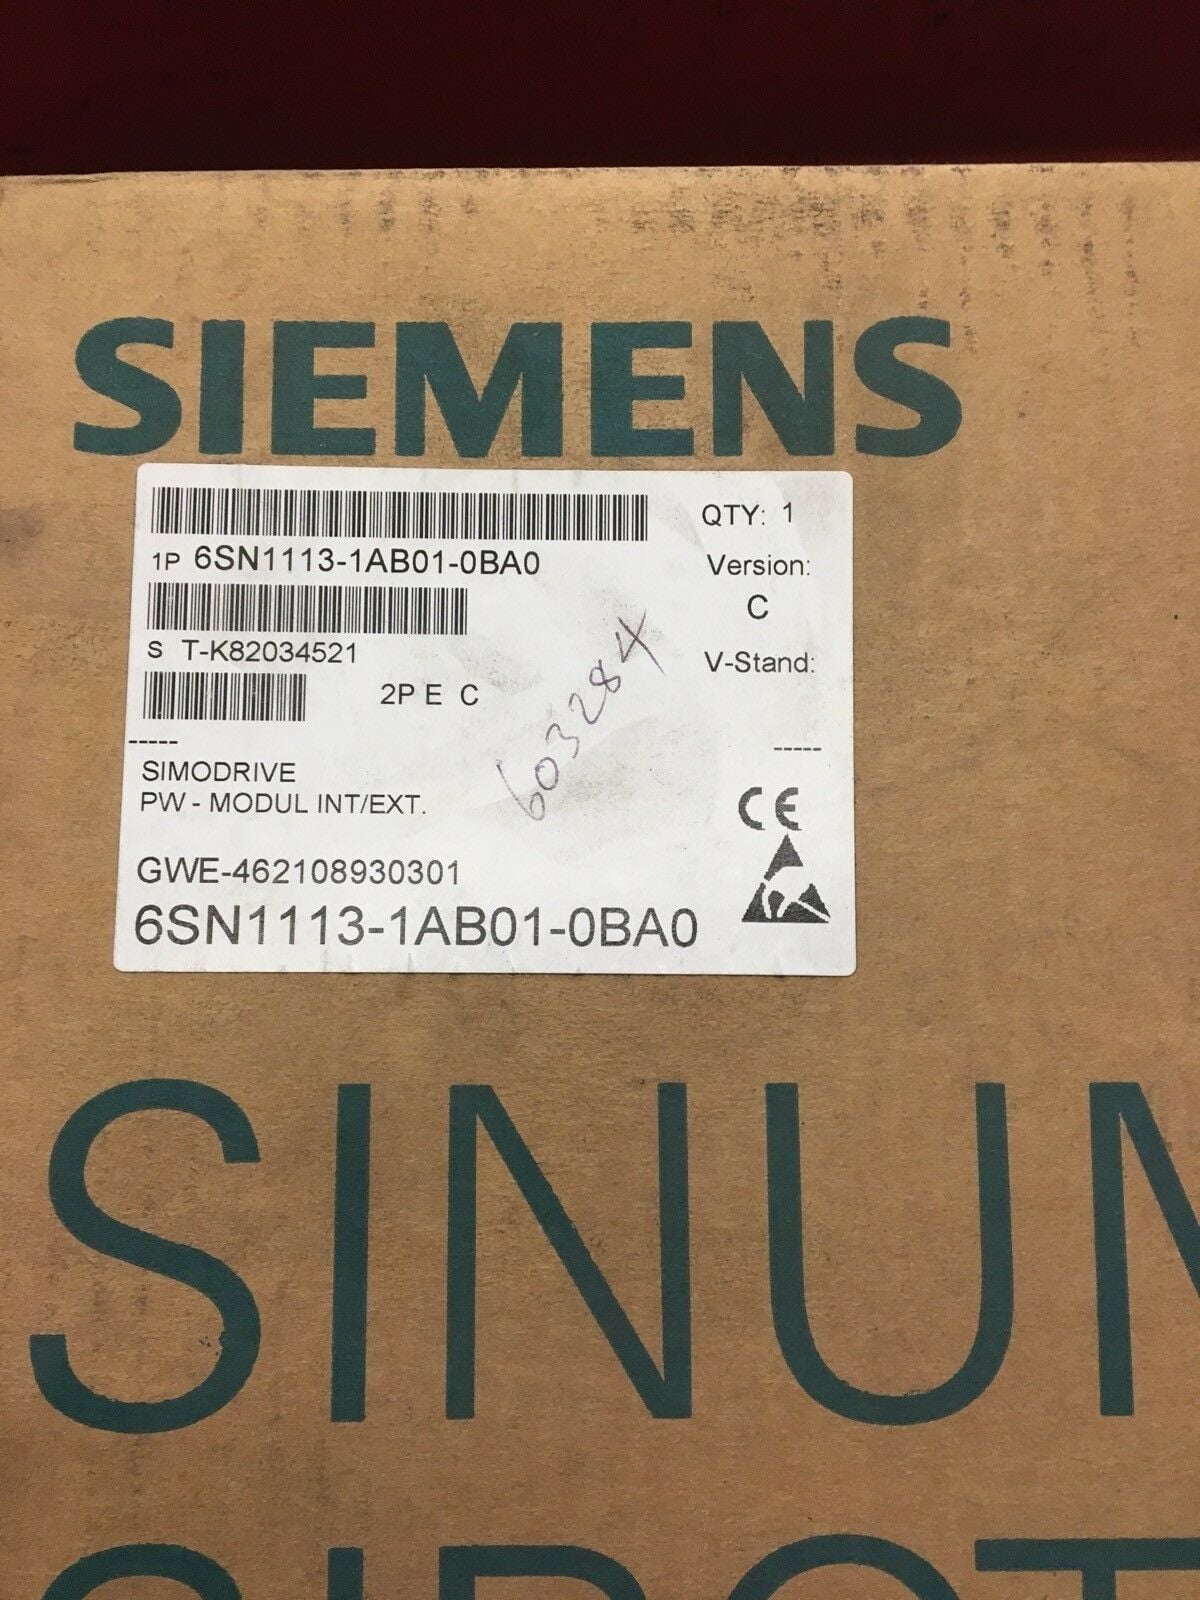 SIEMENS
QTY: 1
1P 6SN1113-1AB01-0BA0
Version:
C
S T-K82034521
V-Stand:
2P E C
-----
-----
SIMODRIVE
PW - MODUL INT/EXT.
603284
CE
GWE-462108930301
6SN1113-1AB01-0BA0
SINUM